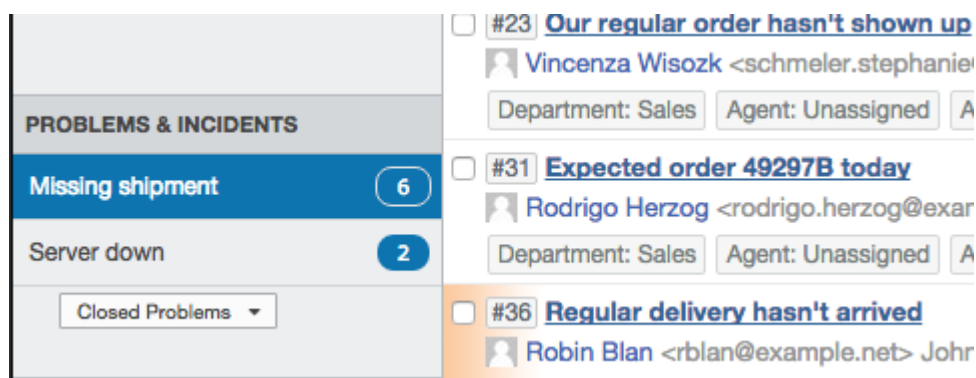 PROBLEMS & INCIDENTS
Missing shipment 6
Server down 2
Closed Problems
#23 Our regular order hasn't shown up
Vincenza Wisozk <schmeler.stephanie
Department: Sales Agent: Unassigned
#31 Expected order 49297B today
Rodrigo Herzog <rodrigo.herzog@exam
Department: Sales Agent: Unassigned
#36 Regular delivery hasn't arrived
Robin Blan <rblan@example.net> John